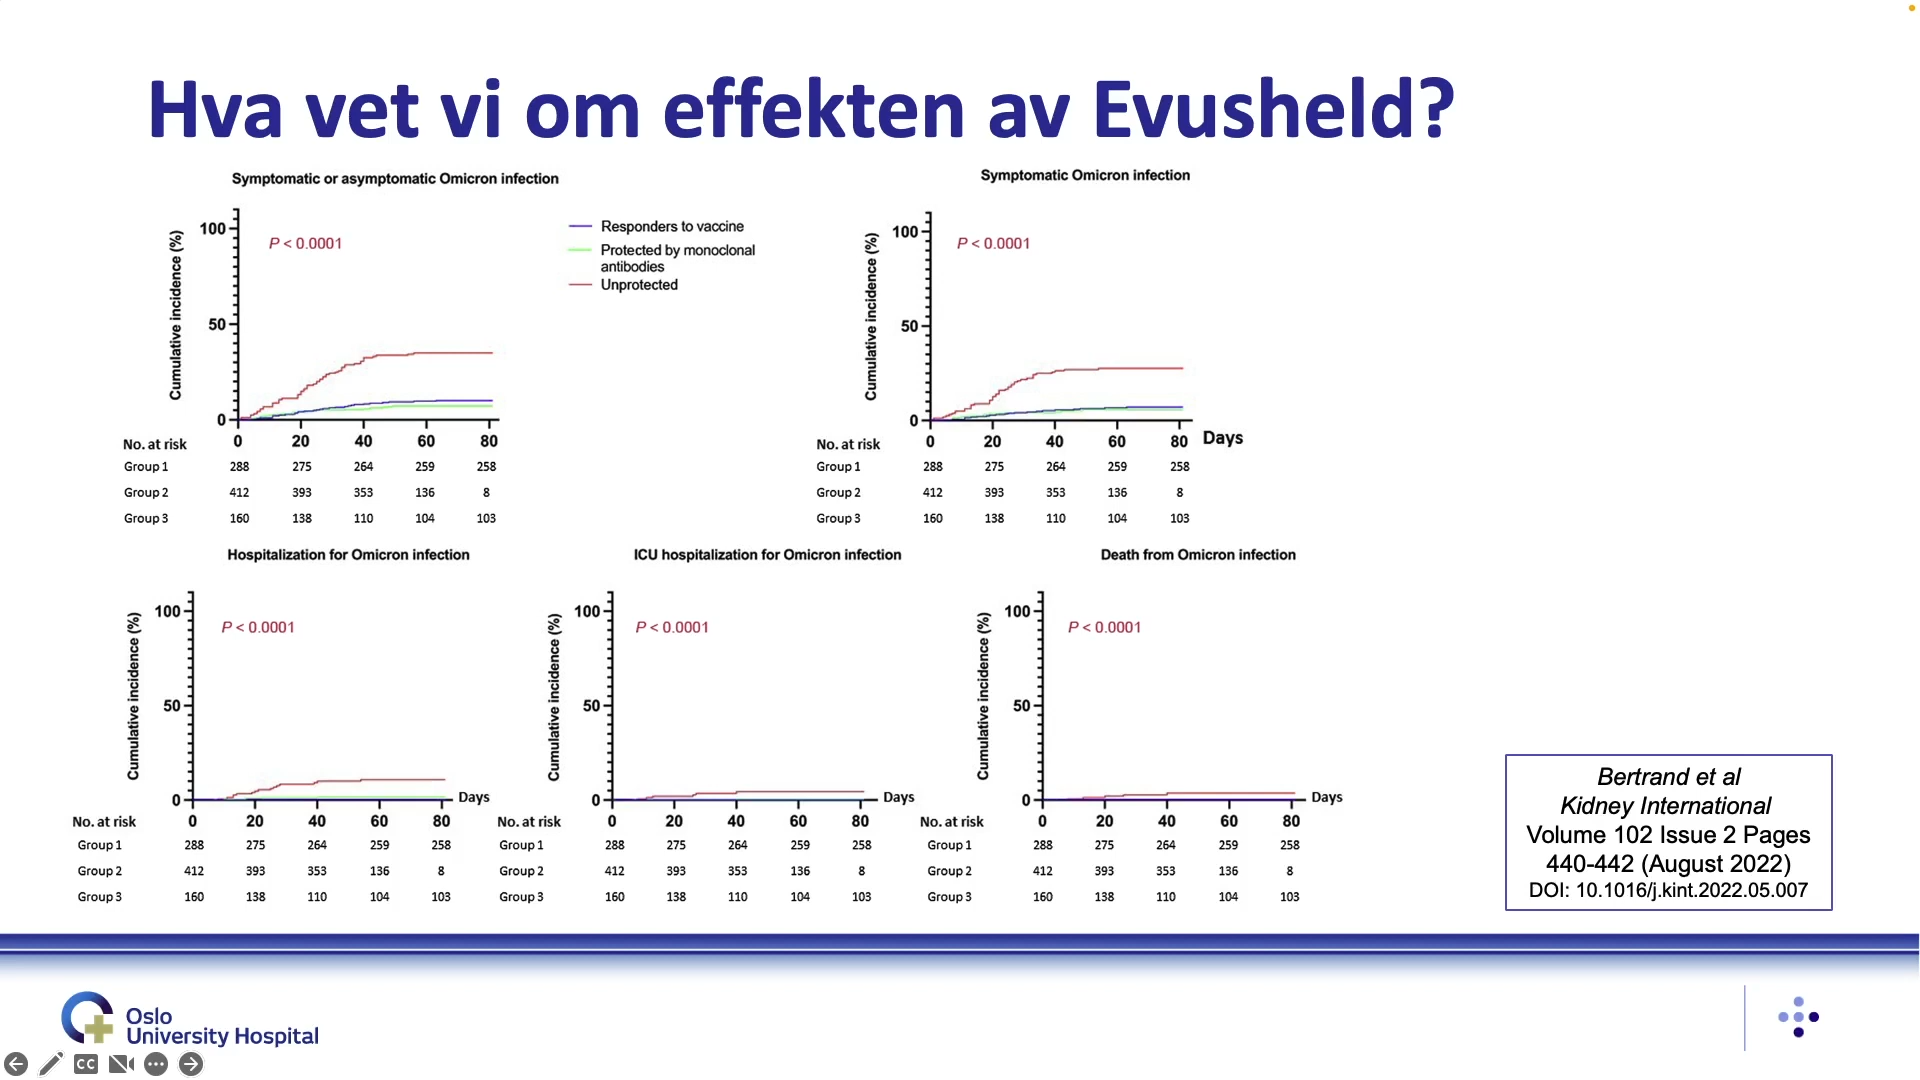 Hva vet vi om effekten av Evusheld?
Symptomatic or asymptomatic Omicron infection
Cumulative incidence (%)
100
50
0
P < 0.0001
0 20 40 60 80
Responders to vaccine
Protected by monoclonal
antibodies
Unprotected
No. at risk
Group 1 288 275 264 259 258
Group 2 412 393 353 136 8
Group 3 160 138 110 104 103
Symptomatic Omicron infection
Cumulative incidence (%)
100
50
0
P < 0.0001
0 20 40 60 80 Days
No. at risk
Group 1 288 275 264 259 258
Group 2 412 393 353 136 8
Group 3 160 138 110 104 103
Hospitalization for Omicron infection
Cumulative incidence (%)
100
50
0
P < 0.0001
Days
0 20 40 60 80
No. at risk
Group 1 288 275 264 259 258
Group 2 412 393 353 136 8
Group 3 160 138 110 104 103
ICU hospitalization for Omicron infection
Cumulative incidence (%)
100
50
0
P < 0.0001
Days
0 20 40 60 80
No. at risk
Group 1 288 275 264 259 258
Group 2 412 393 353 136 8
Group 3 160 138 110 104 103
Death from Omicron infection
Cumulative incidence (%)
100
50
0
P < 0.0001
Days
0 20 40 60 80
No. at risk
Group 1 288 275 264 259 258
Group 2 412 393 353 136 8
Group 3 160 138 110 104 103
Bertrand et al
Kidney International
Volume 102 Issue 2 Pages
440-442 (August 2022)
DOI: 10.1016/j.kint.2022.05.007
Oslo
University Hospital
CC